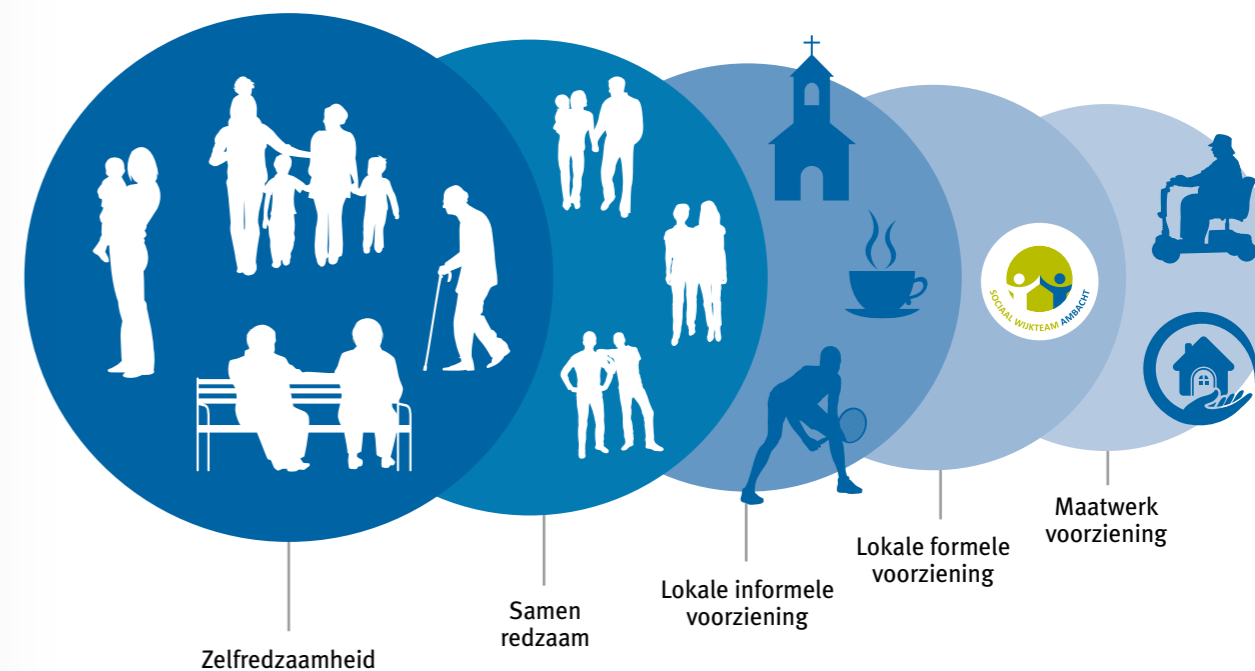 SOCIAAL WIJKTEAM AMBACHT
Maatwerk
voorziening
Lokale formele
voorziening
Lokale informele
voorziening
Samen
redzaam
Zelfredzaamheid